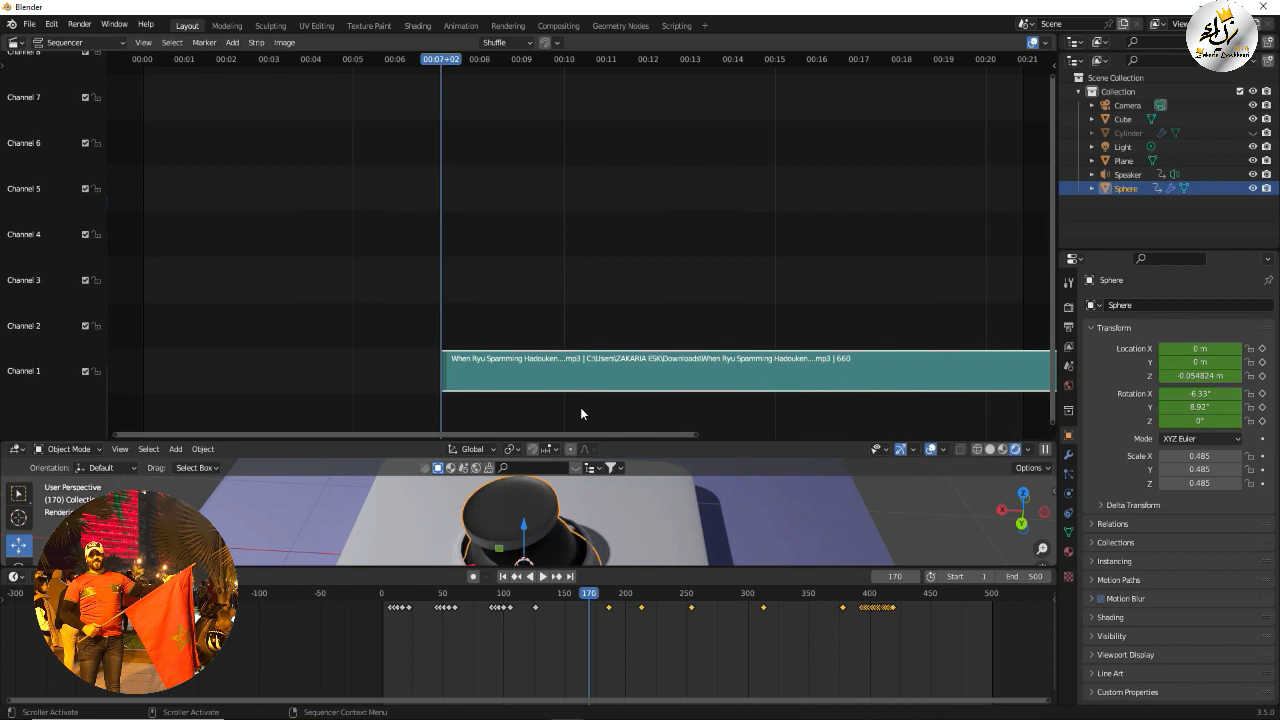 Blender
File Edit Render Window Help
Layout Modeling Sculpting UV Editing Texture Paint Shading Animation Rendering Compositing Geometry Nodes Scripting +
Scene
Sequencer View Select Marker Add Strip Image Shuffle
00:00 00:01 00:02 00:03 00:04 00:05 00:06 00:07+02 00:08 00:09 00:10 00:11 00:12 00:13 00:14 00:15 00:16 00:17 00:18 00:19 00:20 00:21
Channel 7
Channel 6
Channel 5
Channel 4
Channel 3
Channel 2
Channel 1
When Ryu Spamming Hadouken....mp3 | C:\Users\ZAKARIA ESK\Downloads\When Ryu Spamming Hadouken....mp3 | 660
Object Mode View Select Add Object Global
Orientation: Default Drag: Select Box Options
User Perspective
(170) Collecti
Renderi
X
Y
Z
170 Start 1 End 500
-300 -100 -50 0 50 100 170 200 250 300 350 400 450 500
Scroller Activate Scroller Activate Sequencer Context Menu 3.5.0
Scene Collection
Collection
Camera
Cube
Cylinder
Light
Plane
Speaker
Sphere
Sphere
Sphere
Transform
Location X 0 m
Y 0 m
Z -0.054824 m
Rotation X -6.33°
Y 8.92°
Z 0°
Mode XYZ Euler
Scale X 0.485
Y 0.485
Z 0.485
Delta Transform
Relations
Collections
Instancing
Motion Paths
Motion Blur
Shading
Visibility
Viewport Display
Line Art
Custom Properties